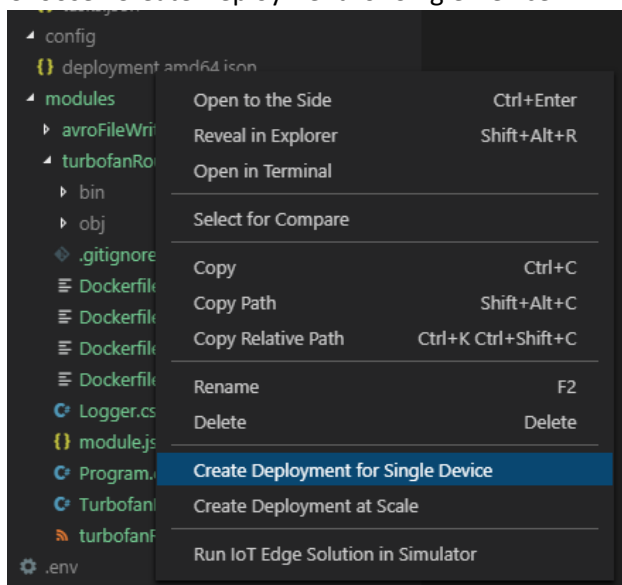 config
{} deployment.amd64.json
modules
Open to the Side Ctrl+Enter
avroFileWri
Reveal in Explorer Shift+Alt+R
turbofanRou
Open in Terminal
bin
obj
Select for Compare
.gitignore
Copy Ctrl+C
Dockerfile
Copy Path Shift+Alt+C
Dockerfile
Copy Relative Path Ctrl+K Ctrl+Shift+C
Dockerfile
Dockerfile
Rename F2
Logger.cs
Delete Delete
{} module.js
Create Deployment for Single Device
Program.
Create Deployment at Scale
Turbofan
turbofanR
Run IoT Edge Solution in Simulator
.env